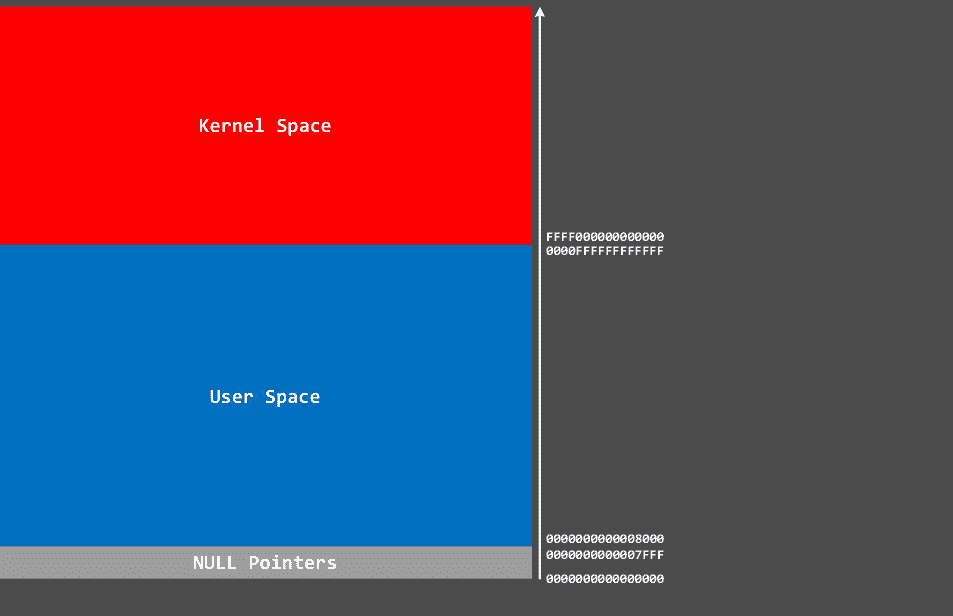 Kernel Space
FFFF000000000000
0000FFFFFFFFFFFF
User Space
0000000000008000
0000000000007FFF
NULL Pointers
0000000000000000